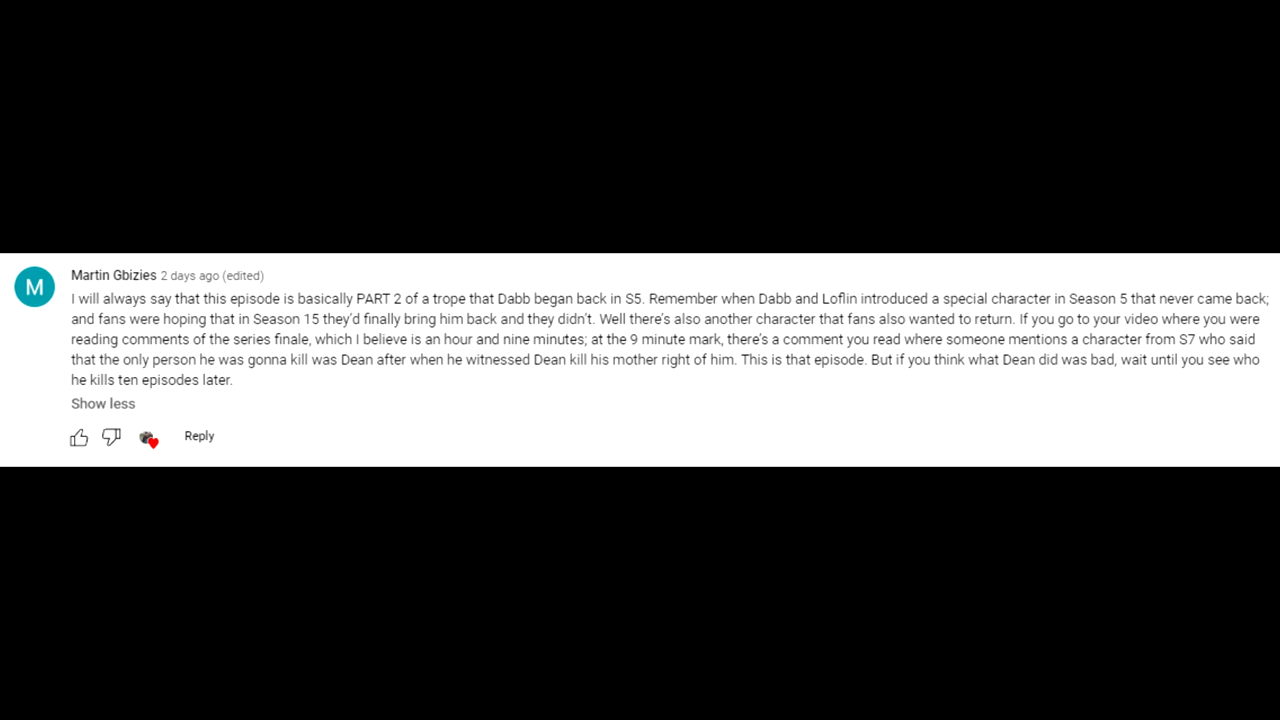 M
Martin Gbizies 2 days ago (edited)
I will always say that this episode is basically PART 2 of a trope that Dabb began back in S5. Remember when Dabb and Loflin introduced a special character in Season 5 that never came back;
and fans were hoping that in Season 15 they'd finally bring him back and they didn't. Well there's also another character that fans also wanted to return. If you go to your video where you were
reading comments of the series finale, which I believe is an hour and nine minutes; at the 9 minute mark, there's a comment you read where someone mentions a character from S7 who said
that the only person he was gonna kill was Dean after when he witnessed Dean kill his mother right of him. This is that episode. But if you think what Dean did was bad, wait until you see who
he kills ten episodes later.
Show less
Reply